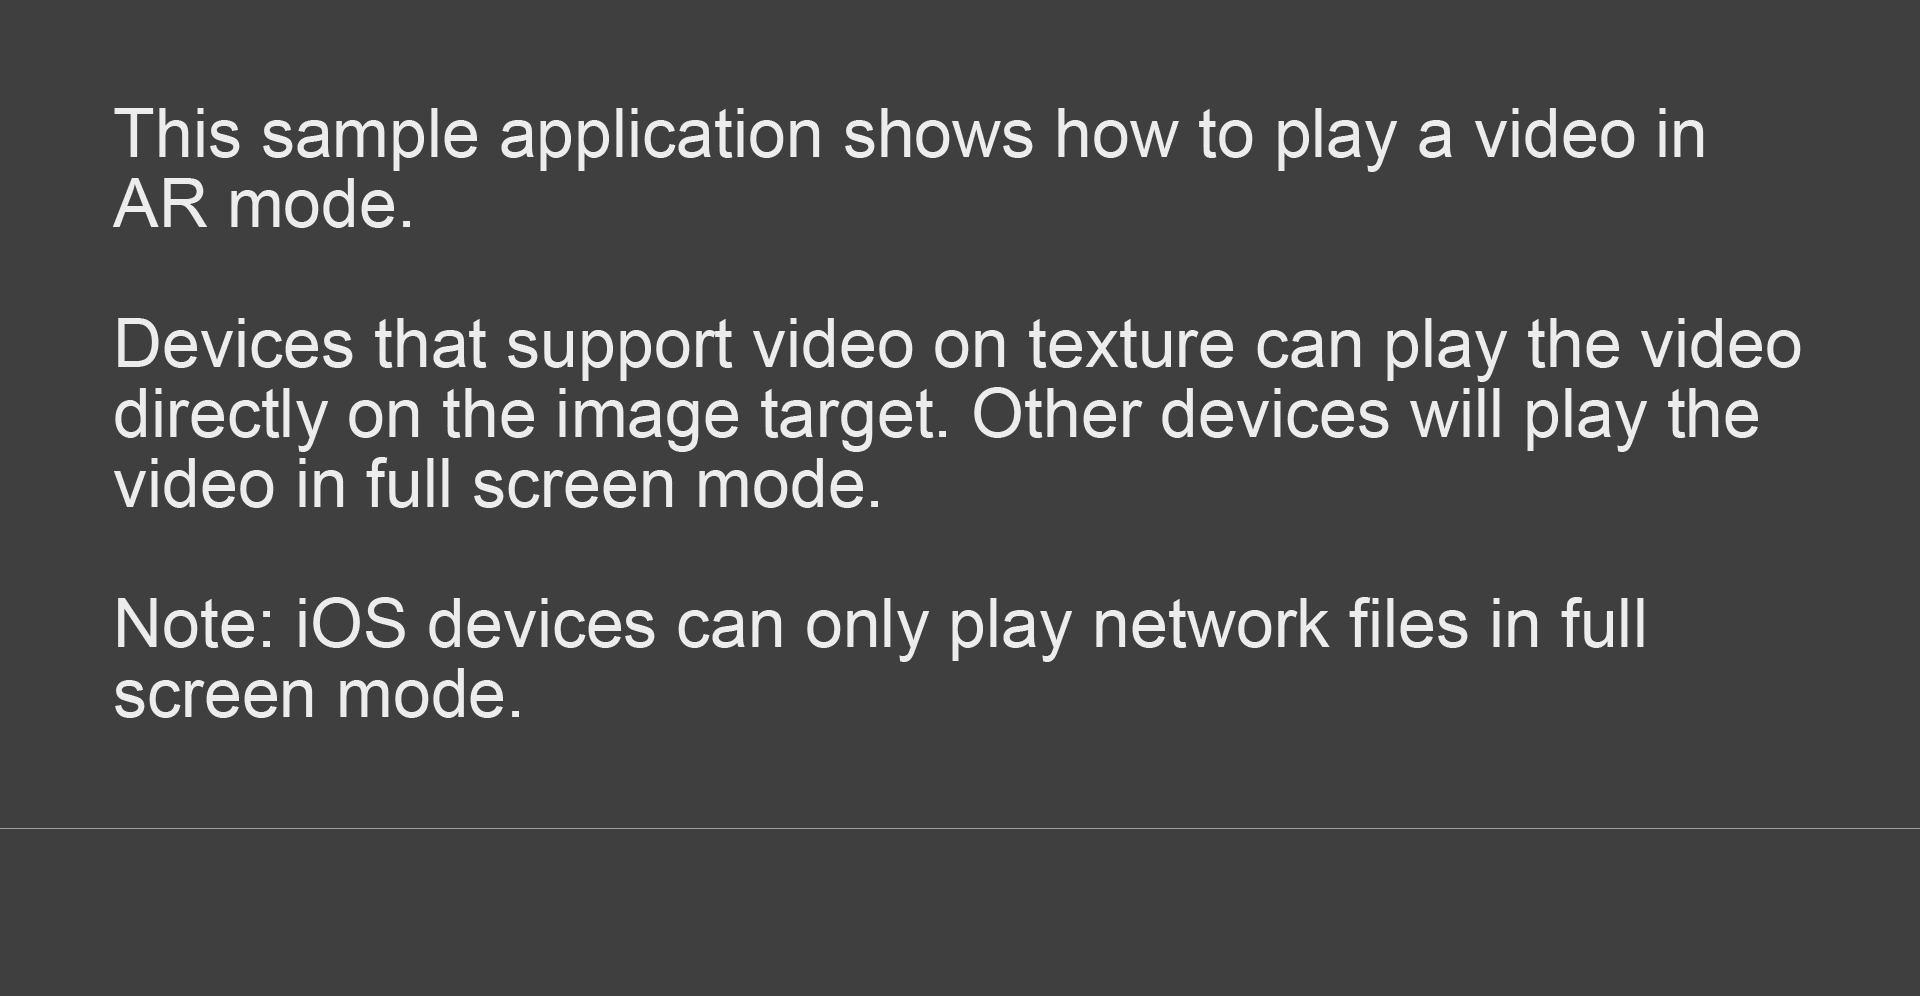 This sample application shows how to play a video in
AR mode.
Devices that support video on texture can play the video
directly on the image target. Other devices will play the
video in full screen mode.
Note: iOS devices can only play network files in full
screen mode.